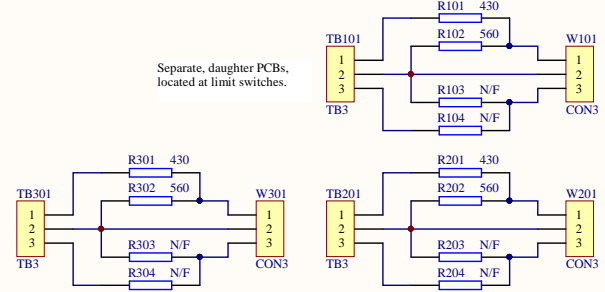 R101 430
TB101
R102 560
W101
Separate, daughter PCBs,
located at limit switches.
1
2
3
1
2
3
R103 N/F
TB3
CON3
R104 N/F
R301 430
TB301
R302 560
W301
1
2
3
1
2
3
R303 N/F
TB3
CON3
R304 N/F
R201 430
TB201
R202 560
W201
1
2
3
1
2
3
R203 N/F
TB3
CON3
R204 N/F